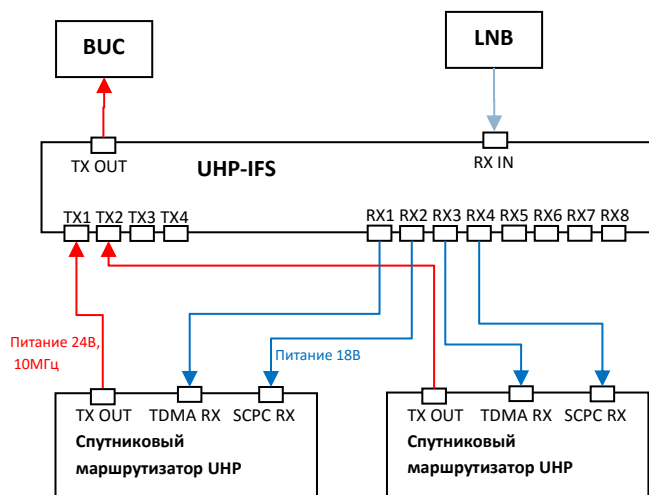 BUC
LNB
TX OUT
RX IN
UHP-IFS
TX1 TX2 TX3 TX4
RX1 RX2 RX3 RX4 RX5 RX6 RX7 RX8
Питание 24В,
10МГц
Питание 18В
TX OUT TDMA RX SCPC RX
TX OUT TDMA RX SCPC RX
Спутниковый
маршрутизатор UHP
Спутниковый
маршрутизатор UHP